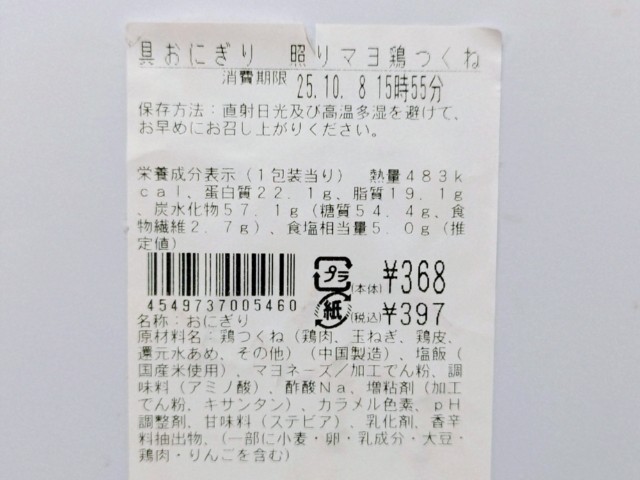 具おにぎり 照りマヨ鶏つくね
消費期限 25.10. 8 15時55分
保存方法：直射日光及び高温多湿を避けて、
お早めにお召し上がりください。
栄養成分表示（１包装当り） 熱量４８３ｋ
ｃａｌ、蛋白質２２．１ｇ、脂質１９．１ｇ
、炭水化物５７．１ｇ（糖質５４．４ｇ、食
物繊維２．７ｇ）、食塩相当量５．０ｇ（推
定値）
プラ (本体) ¥368
4549737005460 紙 (税込) ¥397
名称：おにぎり
原材料名：鶏つくね（鶏肉、玉ねぎ、鶏皮、
還元水あめ、その他）（中国製造）、塩飯（
国産米使用）、マヨネーズ／加工でん粉、調
味料（アミノ酸）、酢酸Ｎａ、増粘剤（加工
でん粉、キサンタン）、カラメル色素、ｐＨ
調整剤、甘味料（ステビア）、乳化剤、香辛
料抽出物、（一部に小麦・卵・乳成分・大豆・
鶏肉・りんごを含む）